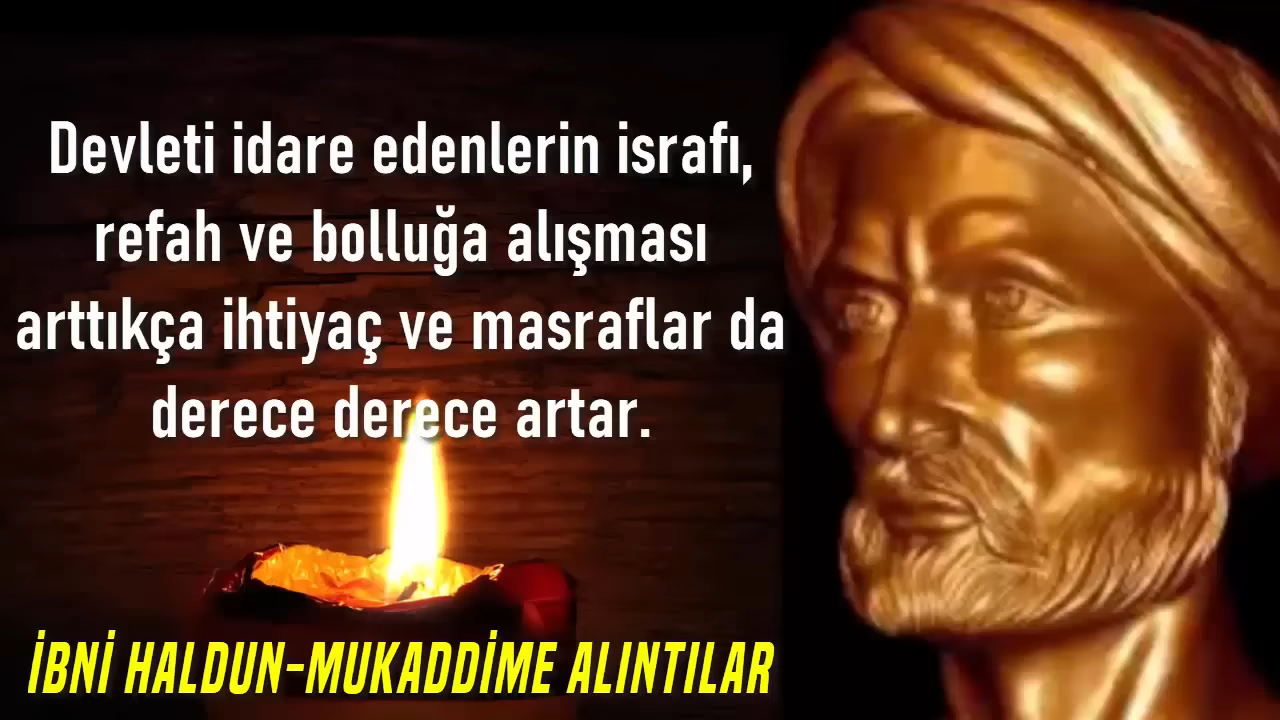 Devleti idare edenlerin israfı,
refah ve bolluğa alışması
arttıkça ihtiyaç ve masraflar da
derece derece artar.
İBNİ HALDUN-MUKADDİME ALINTILAR